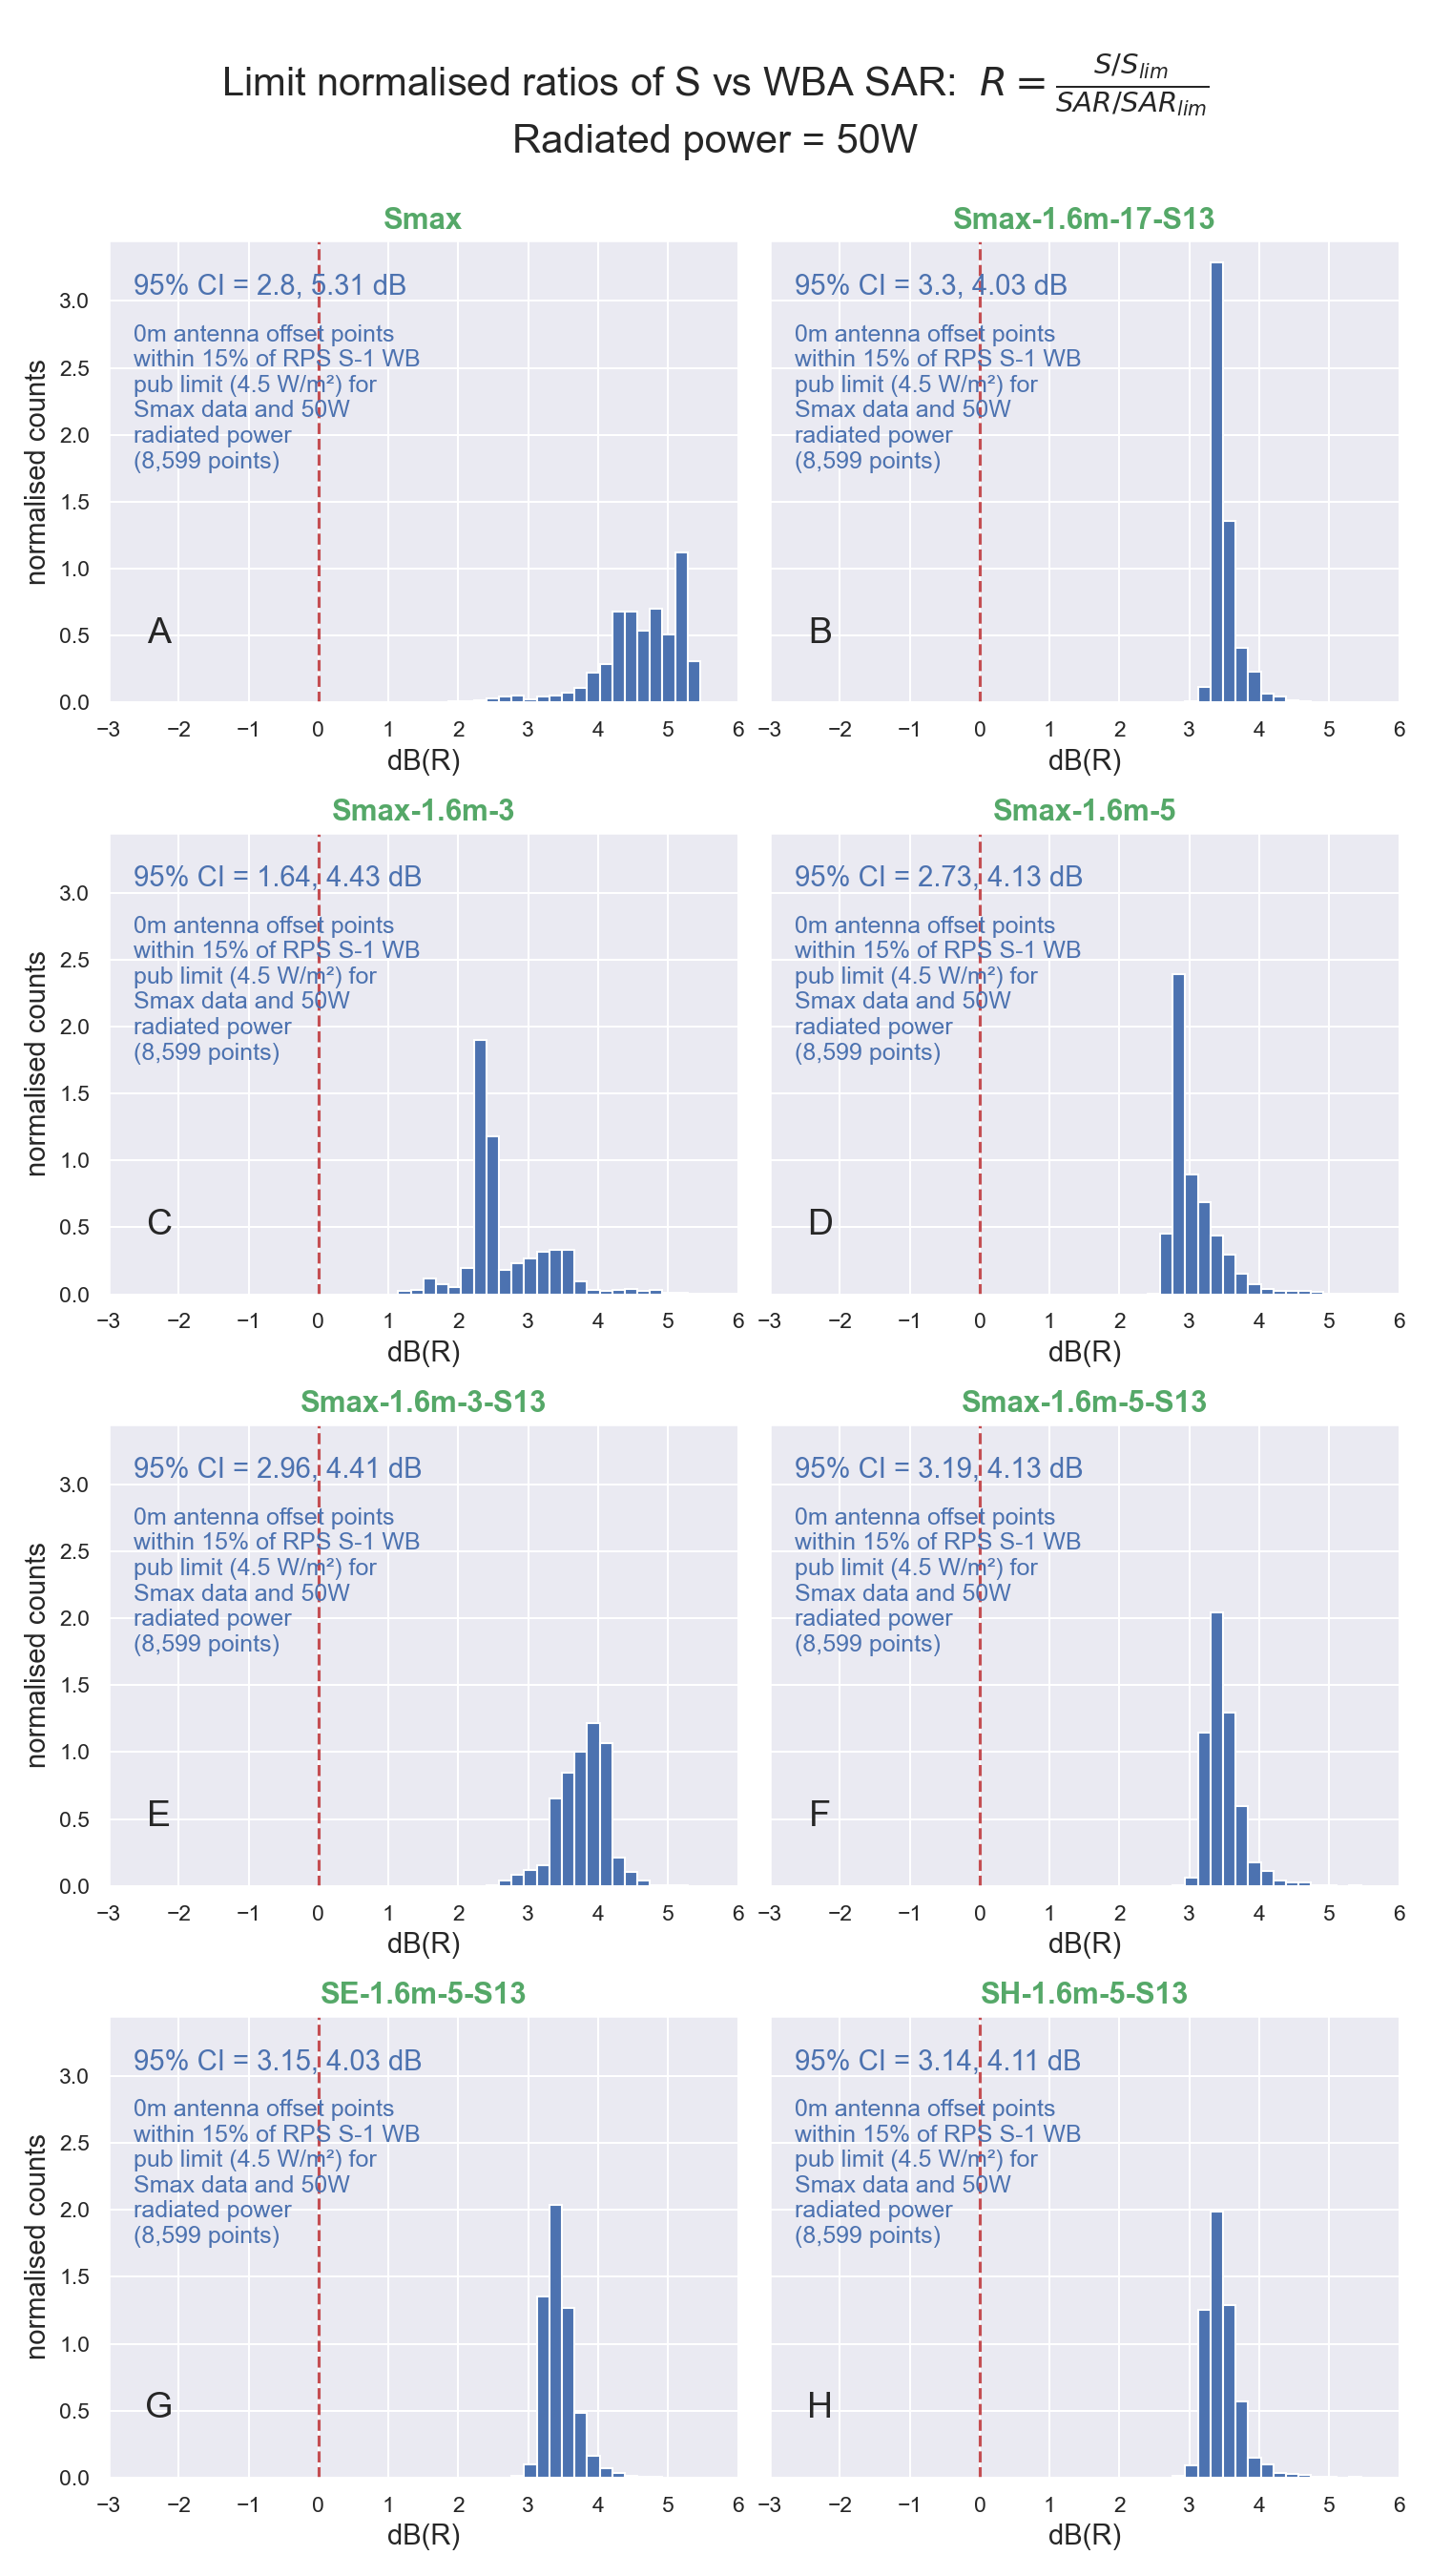 Limit normalised ratios of S vs WBA SAR: R = \frac{S/S_{lim}}{SAR/SAR_{lim}}
Radiated power = 50W
Smax
95% CI = 2.8, 5.31 dB
0m antenna offset points
within 15% of RPS S-1 WB
pub limit (4.5 W/m²) for
Smax data and 50W
radiated power
(8,599 points)
A
normalised counts
3.0
2.5
2.0
1.5
1.0
0.5
0.0
−3 −2 −1 0 1 2 3 4 5 6
dB(R)
Smax-1.6m-17-S13
95% CI = 3.3, 4.03 dB
0m antenna offset points
within 15% of RPS S-1 WB
pub limit (4.5 W/m²) for
Smax data and 50W
radiated power
(8,599 points)
B
−3 −2 −1 0 1 2 3 4 5 6
dB(R)
Smax-1.6m-3
95% CI = 1.64, 4.43 dB
0m antenna offset points
within 15% of RPS S-1 WB
pub limit (4.5 W/m²) for
Smax data and 50W
radiated power
(8,599 points)
C
normalised counts
3.0
2.5
2.0
1.5
1.0
0.5
0.0
−3 −2 −1 0 1 2 3 4 5 6
dB(R)
Smax-1.6m-5
95% CI = 2.73, 4.13 dB
0m antenna offset points
within 15% of RPS S-1 WB
pub limit (4.5 W/m²) for
Smax data and 50W
radiated power
(8,599 points)
D
−3 −2 −1 0 1 2 3 4 5 6
dB(R)
Smax-1.6m-3-S13
95% CI = 2.96, 4.41 dB
0m antenna offset points
within 15% of RPS S-1 WB
pub limit (4.5 W/m²) for
Smax data and 50W
radiated power
(8,599 points)
E
normalised counts
3.0
2.5
2.0
1.5
1.0
0.5
0.0
−3 −2 −1 0 1 2 3 4 5 6
dB(R)
Smax-1.6m-5-S13
95% CI = 3.19, 4.13 dB
0m antenna offset points
within 15% of RPS S-1 WB
pub limit (4.5 W/m²) for
Smax data and 50W
radiated power
(8,599 points)
F
−3 −2 −1 0 1 2 3 4 5 6
dB(R)
SE-1.6m-5-S13
95% CI = 3.15, 4.03 dB
0m antenna offset points
within 15% of RPS S-1 WB
pub limit (4.5 W/m²) for
Smax data and 50W
radiated power
(8,599 points)
G
normalised counts
3.0
2.5
2.0
1.5
1.0
0.5
0.0
−3 −2 −1 0 1 2 3 4 5 6
dB(R)
SH-1.6m-5-S13
95% CI = 3.14, 4.11 dB
0m antenna offset points
within 15% of RPS S-1 WB
pub limit (4.5 W/m²) for
Smax data and 50W
radiated power
(8,599 points)
H
−3 −2 −1 0 1 2 3 4 5 6
dB(R)